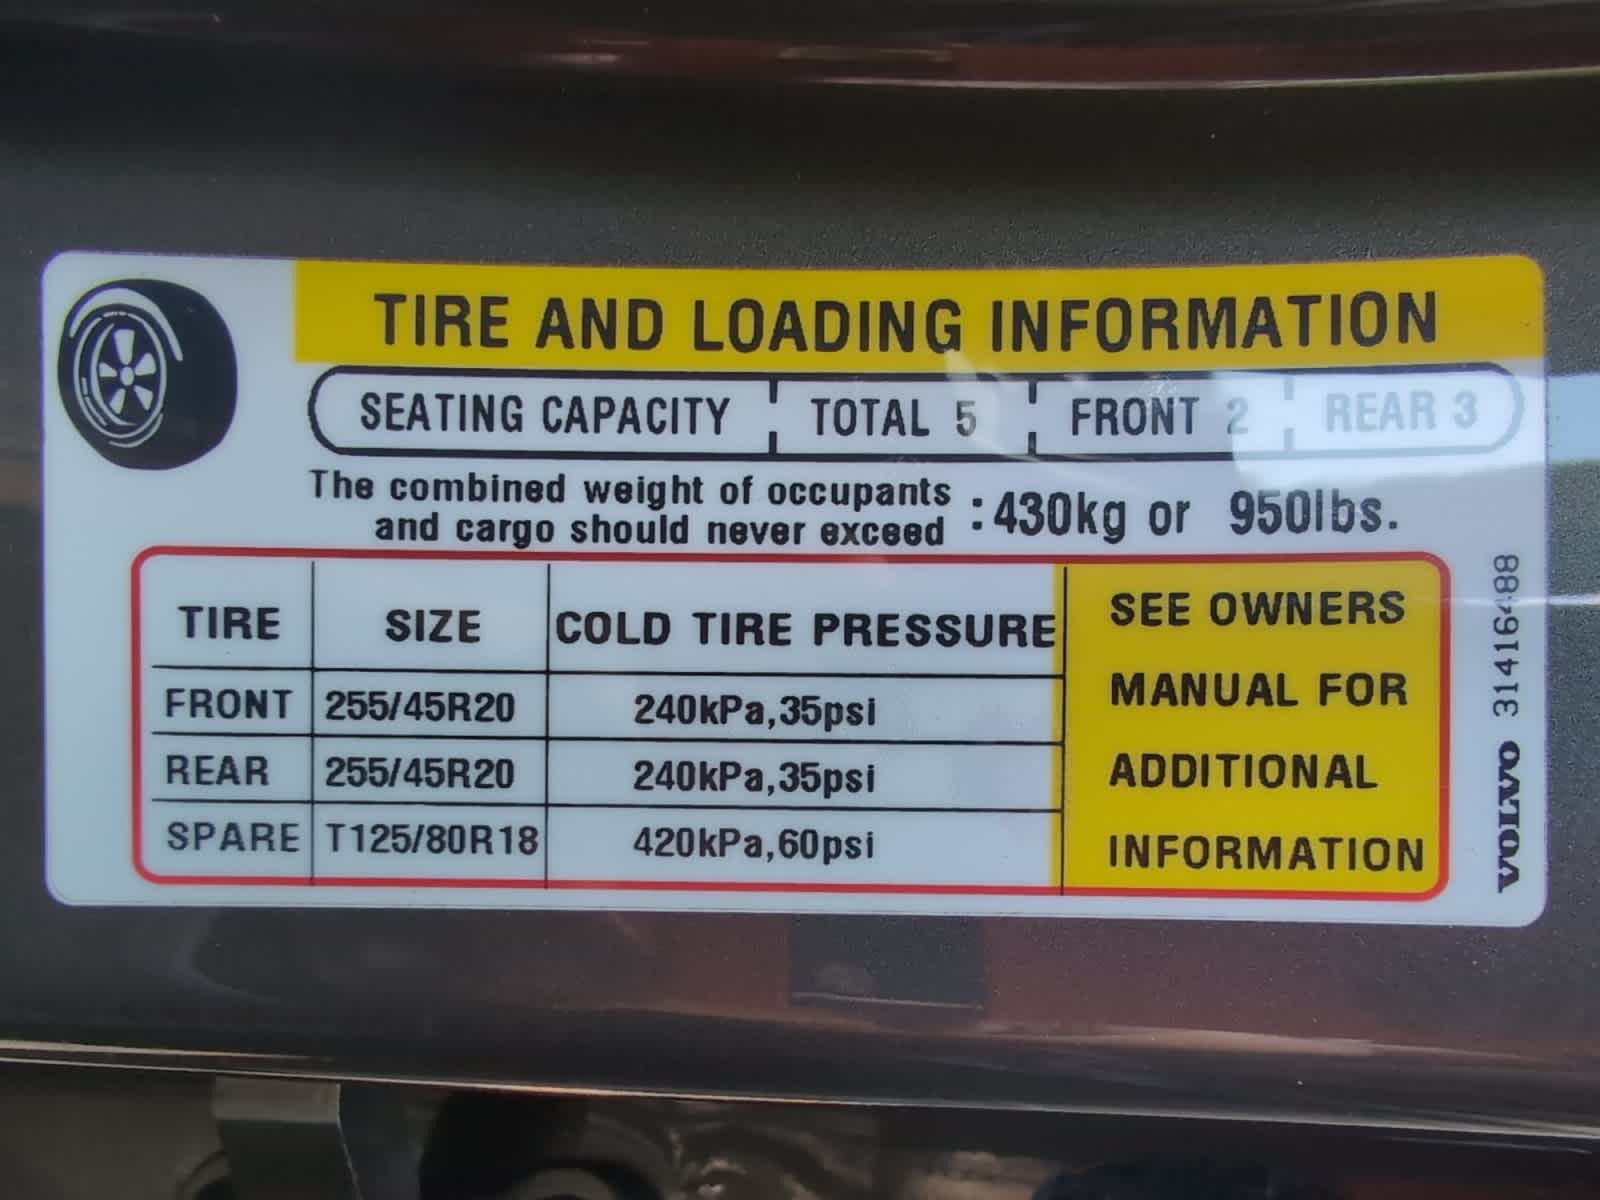 TIRE AND LOADING INFORMATION
SEATING CAPACITY TOTAL 5 FRONT 2 REAR 3
The combined weight of occupants
and cargo should never exceed :430kg or 950lbs.
TIRE SIZE COLD TIRE PRESSURE
FRONT 255/45R20 240kPa,35psi
REAR 255/45R20 240kPa,35psi
SPARE T125/80R18 420kPa,60psi
SEE OWNERS
MANUAL FOR
ADDITIONAL
INFORMATION
VOLVO 31416488